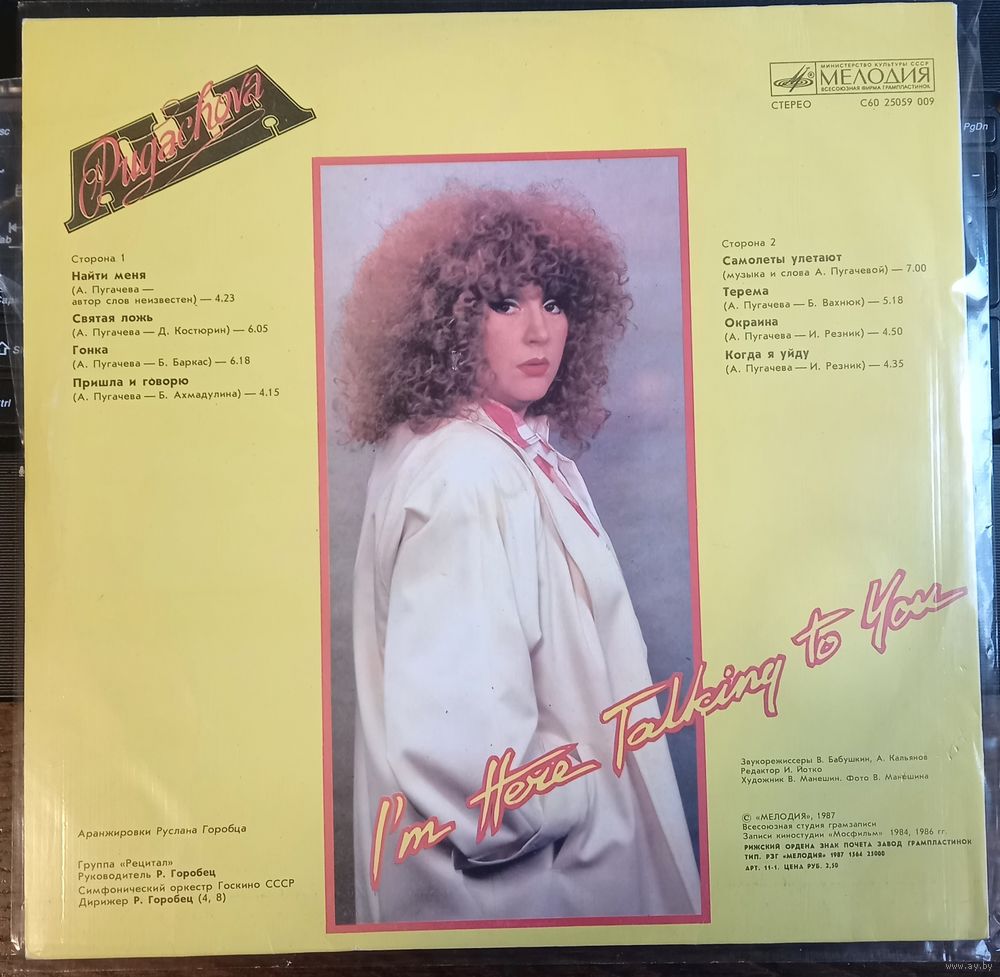 A Pugachova
МИНИСТЕРСТВО КУЛЬТУРЫ СССР
МЕЛОДИЯ
ВСЕСОЮЗНАЯ ФИРМА ГРАМПЛАСТИНОК
СТЕРЕО
С60 25059 009
Сторона 1
Найти меня
(А. Пугачева —
автор слов неизвестен) — 4.23
Святая ложь
(А. Пугачева — Д. Костюрин) — 6.05
Гонка
(А. Пугачева — Б. Баркас) — 6.18
Пришла и говорю
(А. Пугачева — Б. Ахмадулина) — 4.15
Сторона 2
Самолеты улетают
(музыка и слова А. Пугачевой) — 7.00
Терема
(А. Пугачева — Б. Вахнюк) — 5.18
Окраина
(А. Пугачева — И. Резник) — 4.50
Когда я уйду
(А. Пугачева — И. Резник) — 4.35
I'm Here Talking to You
Звукорежиссеры В. Бабушкин, А. Кальянов
Редактор И. Йотко
Художник В. Манешин. Фото В. Манешина
© «МЕЛОДИЯ», 1987
Всесоюзная студия грамзаписи
Записи киностудии «Мосфильм» 1984, 1986 гг.
РИЖСКИЙ ОРДЕНА ЗНАК ПОЧЕТА ЗАВОД ГРАМПЛАСТИНОК
ТИП. РЗГ «МЕЛОДИЯ» 1987 1564 25000
АРТ. 11-1. ЦЕНА РУБ. 2,50
Аранжировки Руслана Горобца
Группа «Рецитал»
Руководитель Р. Горобец
Симфонический оркестр Госкино СССР
Дирижер Р. Горобец (4, 8)
PgDn
www.ay.by